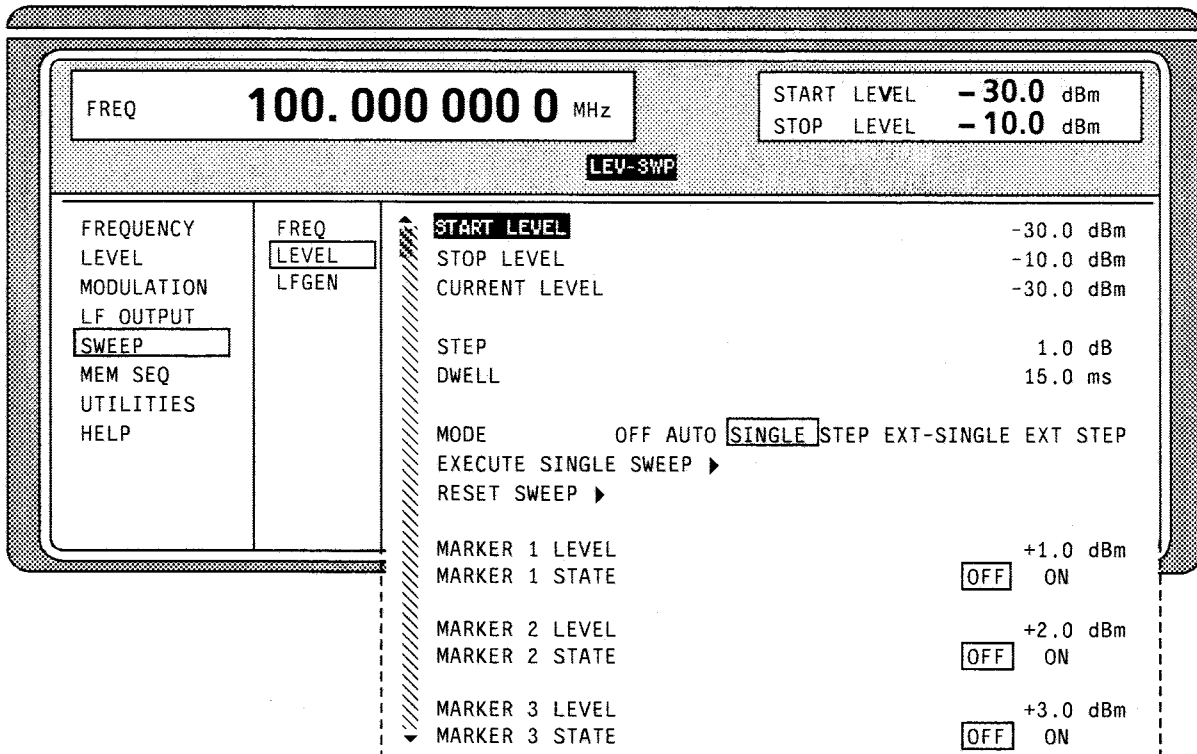 FREQ 100. 000 000 0 MHz
START LEVEL – 30.0 dBm
STOP LEVEL – 10.0 dBm
LEV-SWP
FREQUENCY
LEVEL
MODULATION
LF OUTPUT
SWEEP
MEM SEQ
UTILITIES
HELP
FREQ
LEVEL
LFGEN
START LEVEL -30.0 dBm
STOP LEVEL -10.0 dBm
CURRENT LEVEL -30.0 dBm
STEP 1.0 dB
DWELL 15.0 ms
MODE OFF AUTO SINGLE STEP EXT-SINGLE EXT STEP
EXECUTE SINGLE SWEEP
RESET SWEEP
MARKER 1 LEVEL +1.0 dBm
MARKER 1 STATE OFF ON
MARKER 2 LEVEL +2.0 dBm
MARKER 2 STATE OFF ON
MARKER 3 LEVEL +3.0 dBm
MARKER 3 STATE OFF ON